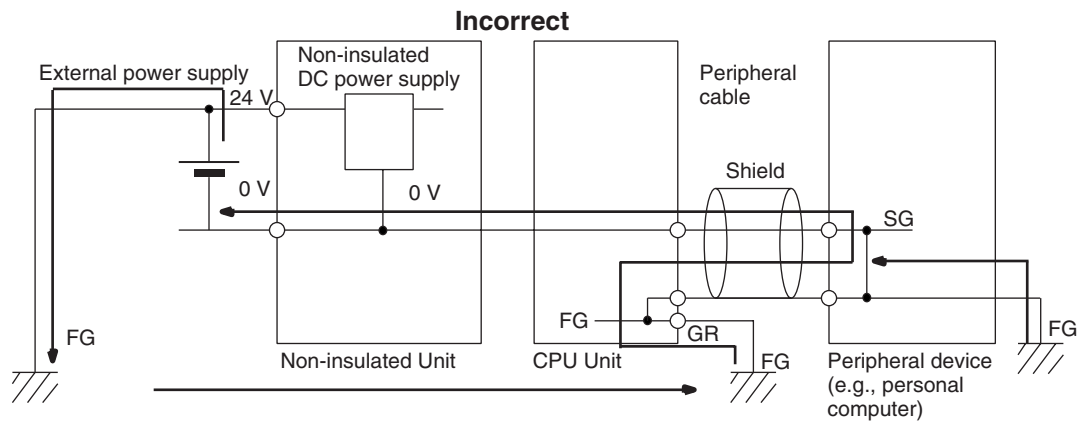 Incorrect
Non-insulated
DC power supply
External power supply
24 V
0 V
0 V
Peripheral
cable
Shield
SG
FG
FG
GR
FG
FG
Non-insulated Unit
CPU Unit
Peripheral device
(e.g., personal
computer)